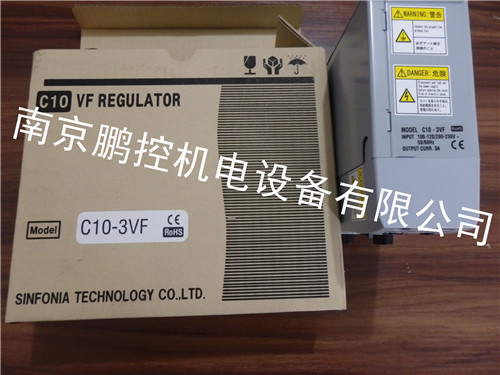 C10 VF REGULATOR
Model C10-3VF CE
RoHS
SINFONIA TECHNOLOGY CO.,LTD.
WARNING 警告
DANGER 危険
MODEL C10-3VF RoHS
INPUT 100-120/200-230V~
50/60Hz
OUTPUT CURR. 3A
CE
南京鹏控机电设备有限公司